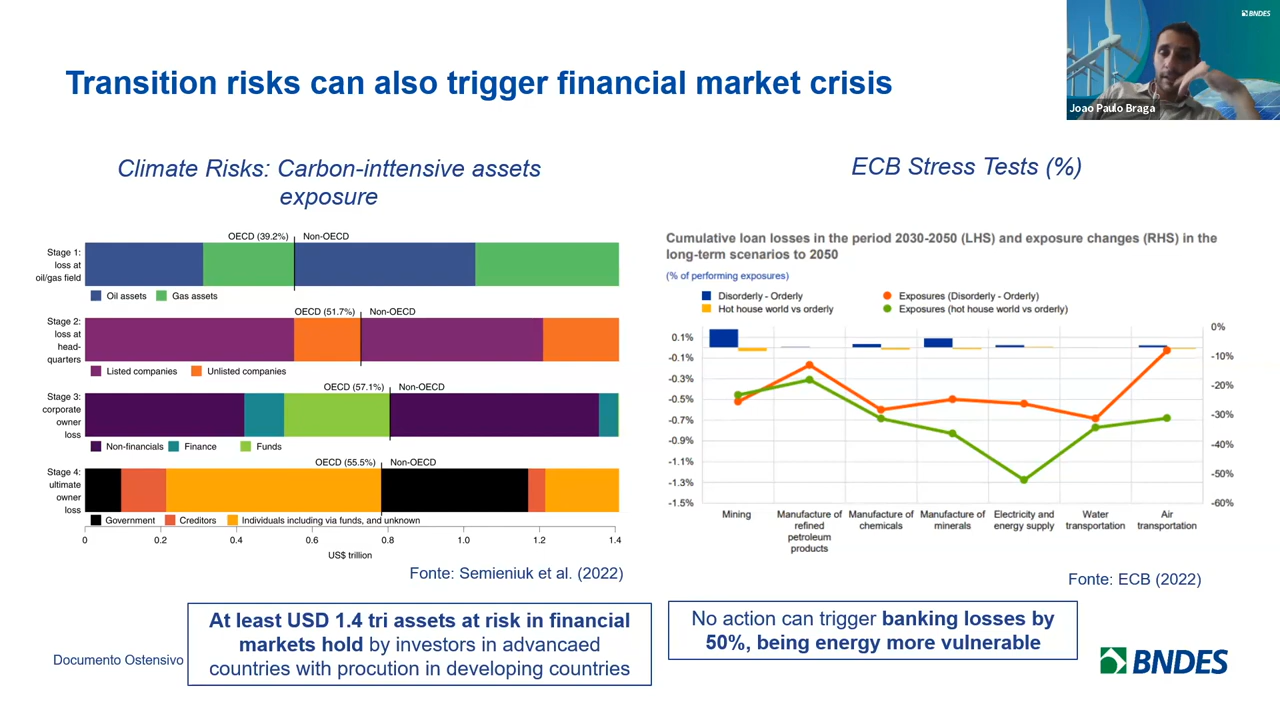 BNDES
Joao Paulo Braga
Transition risks can also trigger financial market crisis
Climate Risks: Carbon-inttensive assets
exposure
OECD (39.2%) Non-OECD
Stage 1:
loss at
oil/gas field
Oil assets Gas assets
OECD (51.7%) Non-OECD
Stage 2:
loss at
head-
quarters
Listed companies Unlisted companies
OECD (57.1%) Non-OECD
Stage 3:
corporate
owner
loss
Non-financials Finance Funds
OECD (55.5%) Non-OECD
Stage 4:
ultimate
owner
loss
Government Creditors Individuals including via funds, and unknown
0 0.2 0.4 0.6 0.8 1.0 1.2 1.4
US$ trillion
Fonte: Semieniuk et al. (2022)
At least USD 1.4 tri assets at risk in financial
markets hold by investors in advancaed
countries with procution in developing countries
Documento Ostensivo
ECB Stress Tests (%)
Cumulative loan losses in the period 2030-2050 (LHS) and exposure changes (RHS) in the
long-term scenarios to 2050
(% of performing exposures)
Disorderly - Orderly Exposures (Disorderly - Orderly)
Hot house world vs orderly Exposures (hot house world vs orderly)
0.1%
-0.1%
-0.3%
-0.5%
-0.7%
-0.9%
-1.1%
-1.3%
-1.5%
0%
-10%
-20%
-30%
-40%
-50%
-60%
Mining
Manufacture of
refined
petroleum
products
Manufacture of
chemicals
Manufacture of
minerals
Electricity and
energy supply
Water
transportation
Air
transportation
Fonte: ECB (2022)
No action can trigger banking losses by
50%, being energy more vulnerable
BNDES